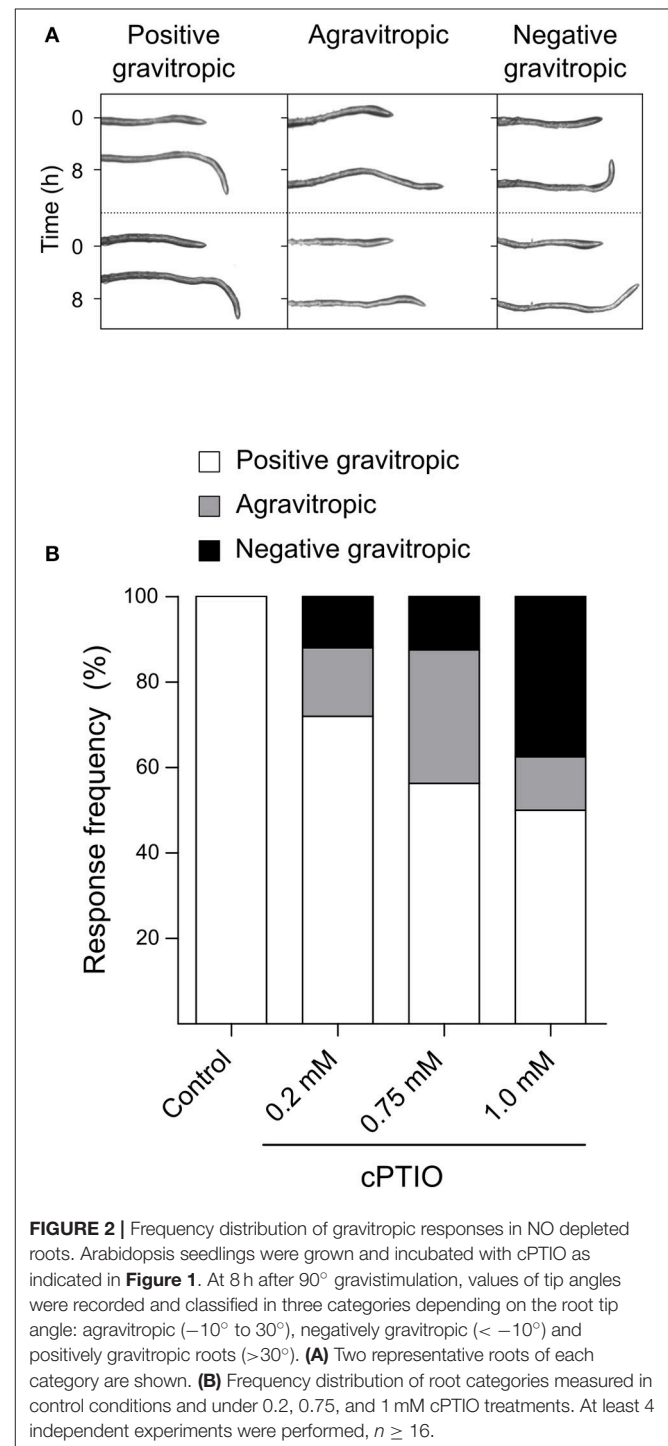 A
Positive gravitropic
Agravitropic
Negative gravitropic
Time (h)
0
8
0
8
Positive gravitropic
Agravitropic
Negative gravitropic
B
Response frequency (%)
100
80
60
40
20
Control
0.2 mM
0.75 mM
1.0 mM
cPTIO
FIGURE 2 | Frequency distribution of gravitropic responses in NO depleted
roots. Arabidopsis seedlings were grown and incubated with cPTIO as
indicated in Figure 1. At 8 h after 90° gravistimulation, values of tip angles
were recorded and classified in three categories depending on the root tip
angle: agravitropic (−10° to 30°), negatively gravitropic (< −10°) and
positively gravitropic roots (>30°). (A) Two representative roots of each
category are shown. (B) Frequency distribution of root categories measured in
control conditions and under 0.2, 0.75, and 1 mM cPTIO treatments. At least 4
independent experiments were performed, n ≥ 16.